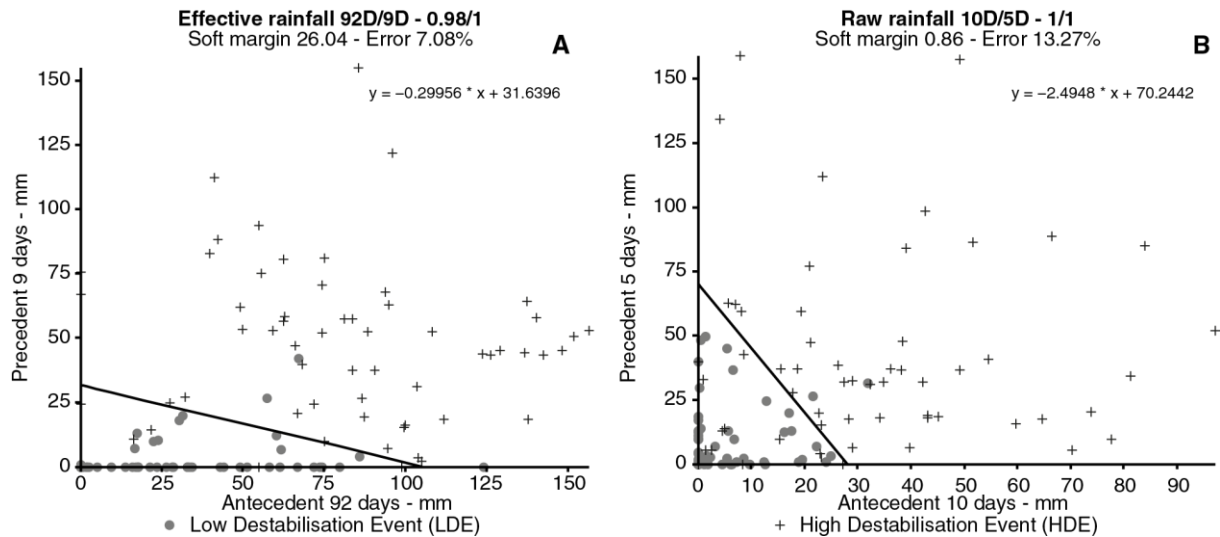 Effective rainfall 92D/9D - 0.98/1
Soft margin 26.04 - Error 7.08%
A
y = −0.29956 * x + 31.6396
150
125
100
75
50
25
0
Precedent 9 days - mm
0 25 50 75 100 125 150
Antecedent 92 days - mm
Raw rainfall 10D/5D - 1/1
Soft margin 0.86 - Error 13.27%
B
y = −2.4948 * x + 70.2442
150
125
100
75
50
25
0
Precedent 5 days - mm
0 10 20 30 40 50 60 70 80 90
Antecedent 10 days - mm
Low Destabilisation Event (LDE)
High Destabilisation Event (HDE)